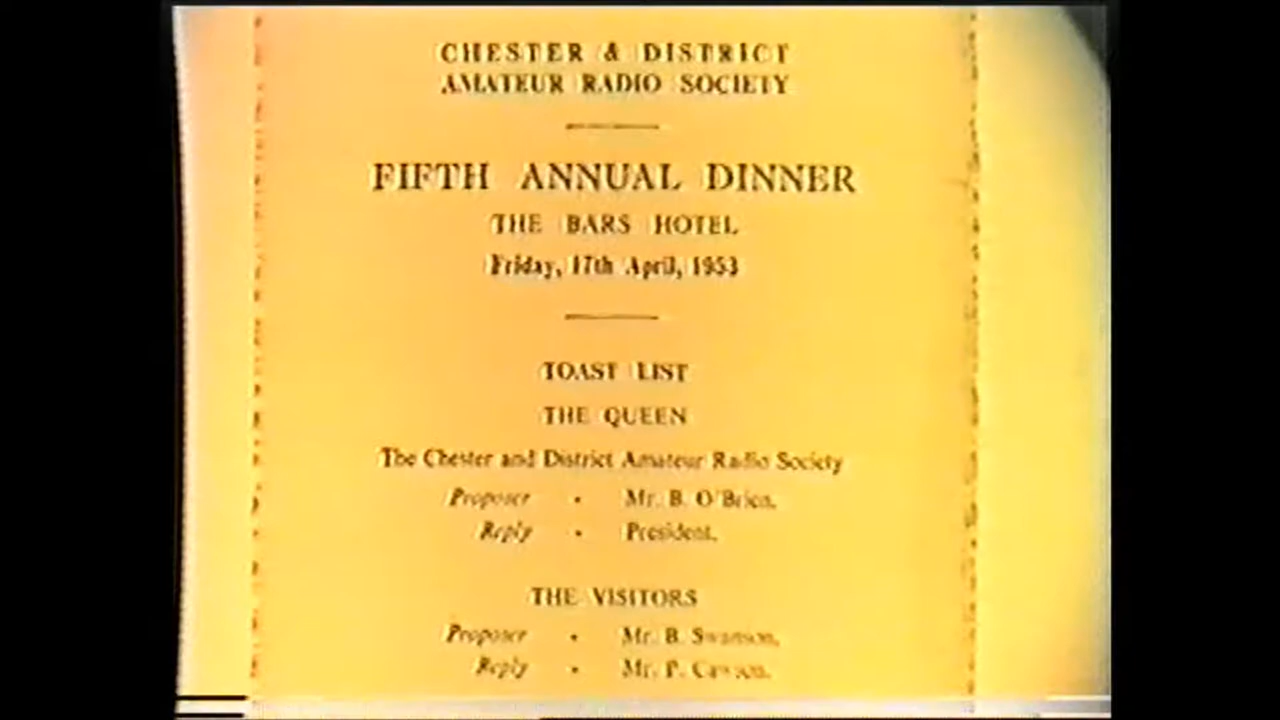 CHESTER & DISTRICT
AMATEUR RADIO SOCIETY
FIFTH ANNUAL DINNER
THE BARS HOTEL
Friday, 17th April, 1953
TOAST LIST
THE QUEEN
The Chester and District Amateur Radio Society
Proposer - Mr. B. O'Brien.
Reply - President.
THE VISITORS
Proposer - Mr. B. Swanson.
Reply - Mr. P.